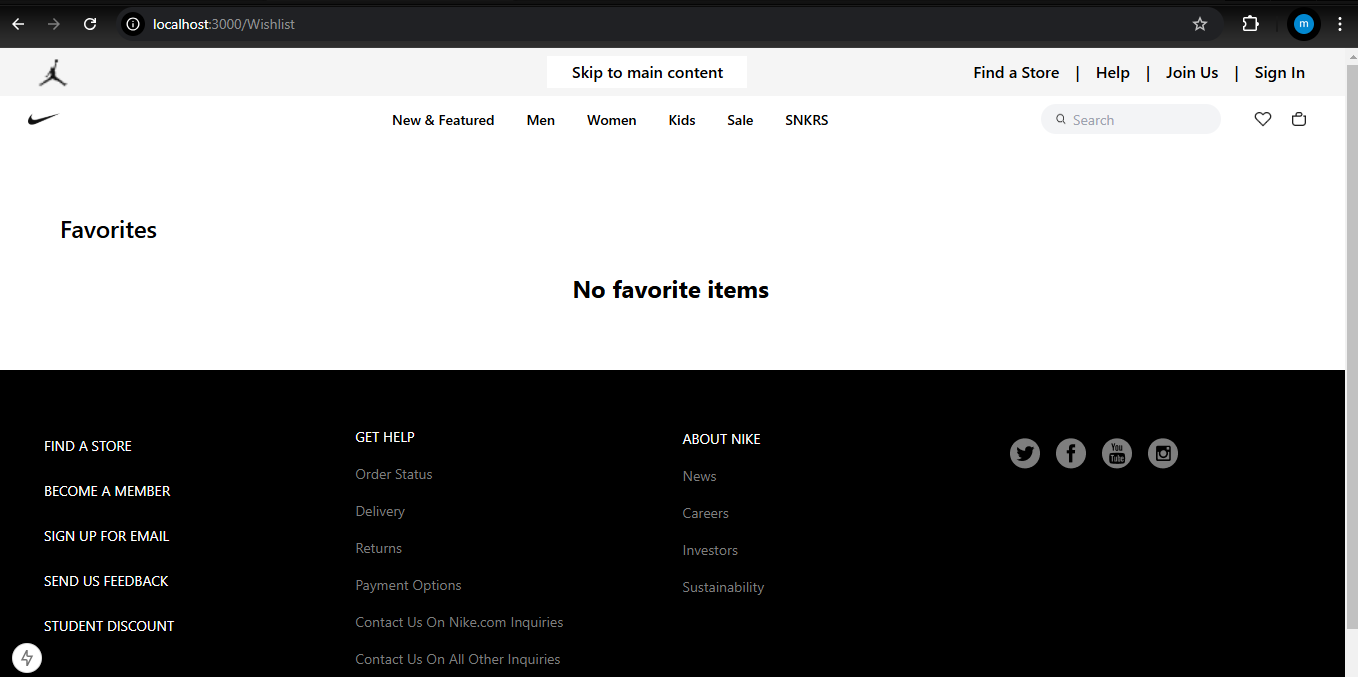 localhost:3000/Wishlist
m
Skip to main content
Find a Store | Help | Join Us | Sign In
New & Featured Men Women Kids Sale SNKRS
Search
Favorites
No favorite items
FIND A STORE
BECOME A MEMBER
SIGN UP FOR EMAIL
SEND US FEEDBACK
STUDENT DISCOUNT
GET HELP
Order Status
Delivery
Returns
Payment Options
Contact Us On Nike.com Inquiries
Contact Us On All Other Inquiries
ABOUT NIKE
News
Careers
Investors
Sustainability
You
Tube